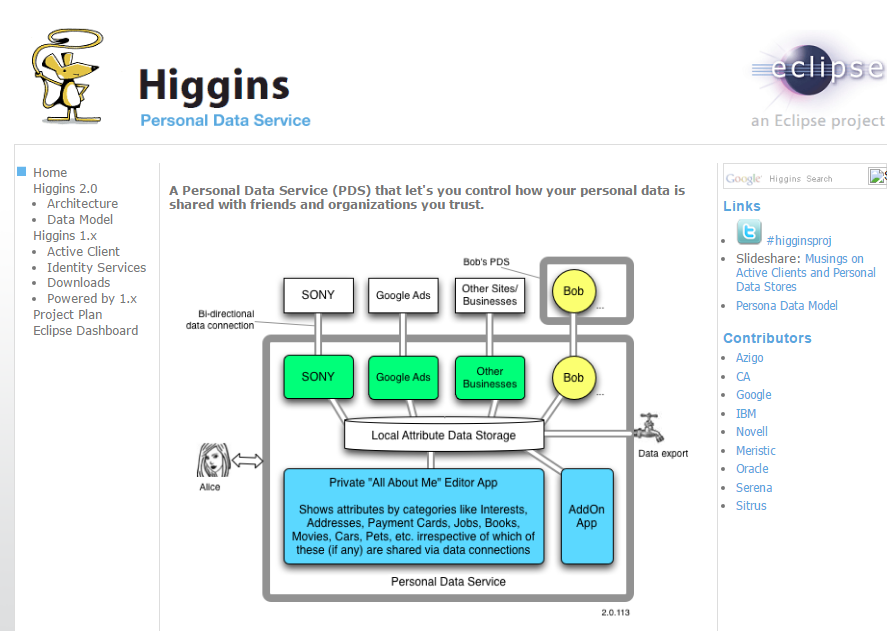 Higgins
Personal Data Service
eclipse
an Eclipse project
Home
Higgins 2.0
Architecture
Data Model
Higgins 1.x
Active Client
Identity Services
Downloads
Powered by 1.x
Project Plan
Eclipse Dashboard
A Personal Data Service (PDS) that let's you control how your personal data is
shared with friends and organizations you trust.
Bob's PDS
SONY
Google Ads
Other Sites/
Businesses
Bob
...
Bi-directional
data connection
SONY
Google Ads
Other
Businesses
Bob
...
Local Attribute Data Storage
Data export
Alice
Private "All About Me" Editor App
Shows attributes by categories like Interests,
Addresses, Payment Cards, Jobs, Books,
Movies, Cars, Pets, etc. irrespective of which of
these (if any) are shared via data connections
AddOn
App
Personal Data Service
2.0.113
Google Higgins Search
Links
#higginsproj
Slideshare: Musings on
Active Clients and Personal
Data Stores
Persona Data Model
Contributors
Azigo
CA
Google
IBM
Novell
Meristic
Oracle
Serena
Sitrus